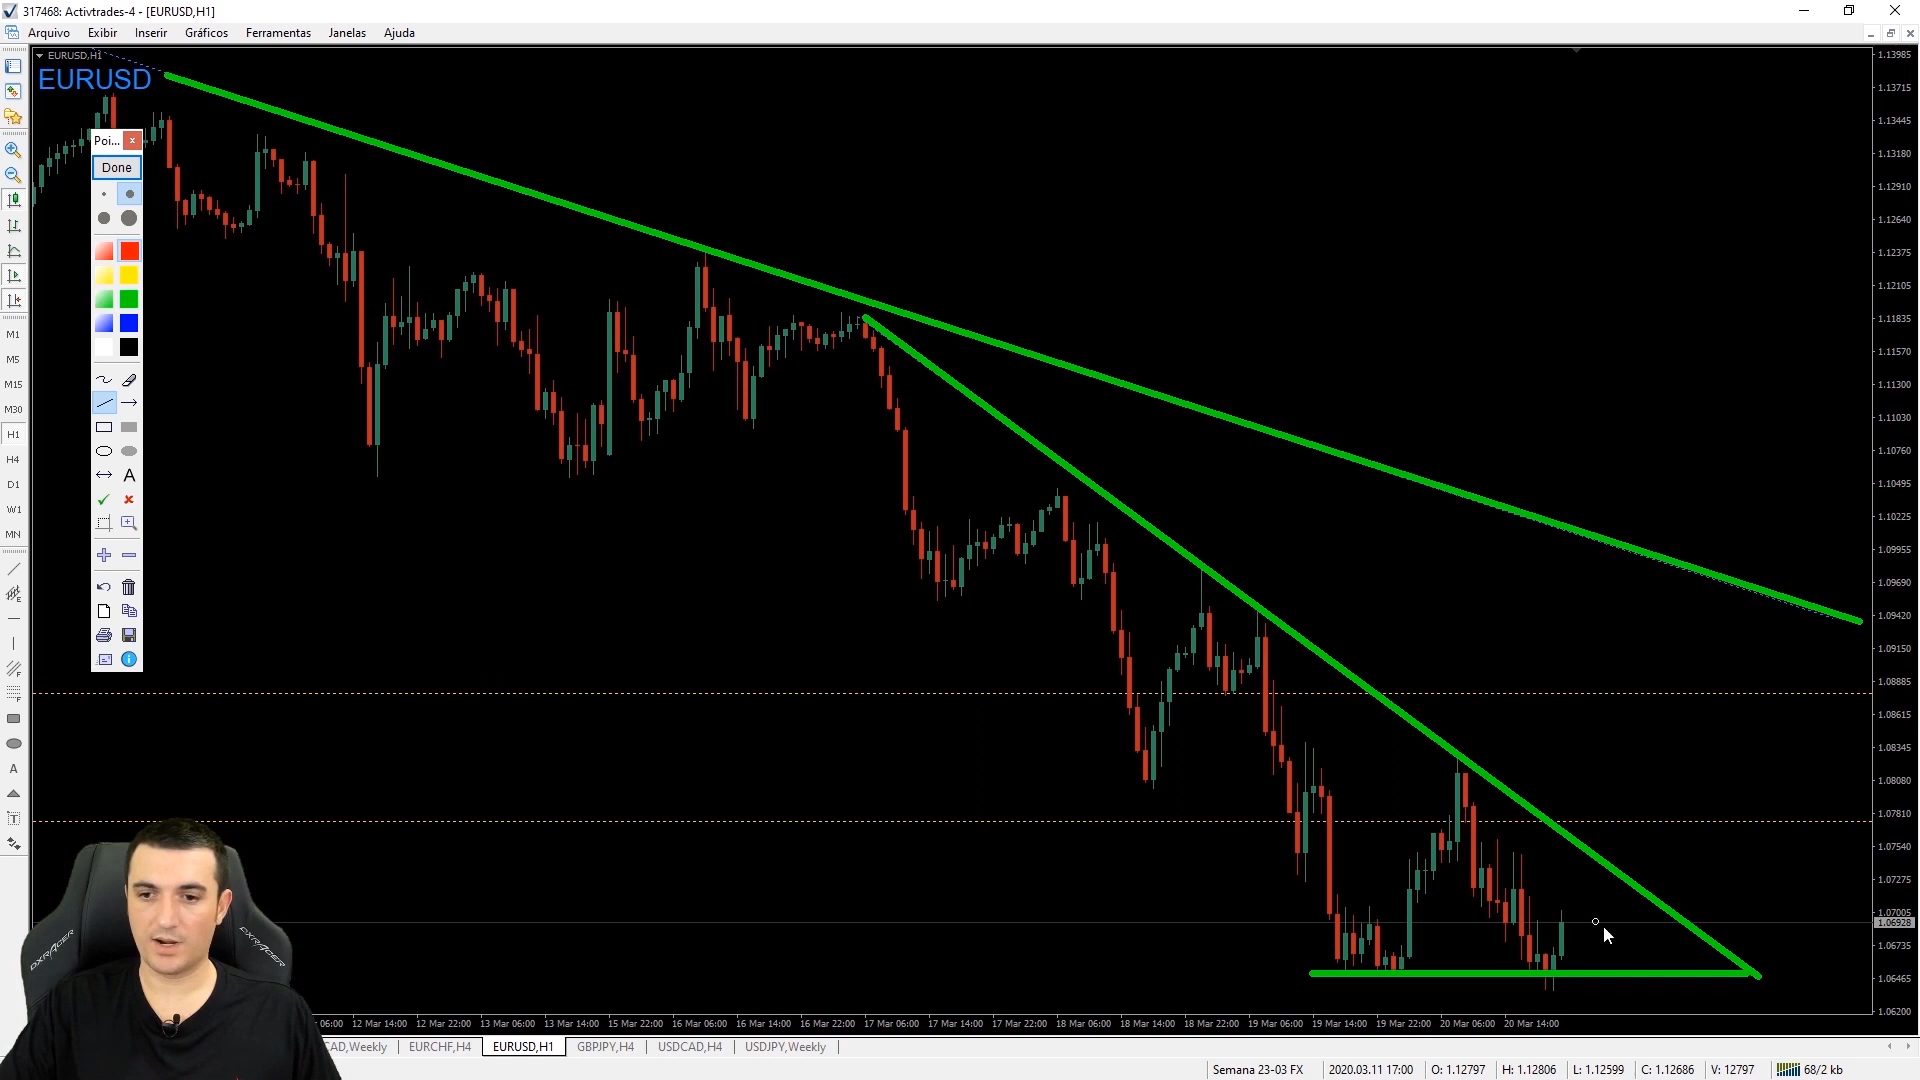 317468: Activtrades-4 - [EURUSD,H1]
Arquivo Exibir Inserir Gráficos Ferramentas Janelas Ajuda
EURUSD,H1
EURUSD
Poi...
Done
A
M1
M5
M15
M30
H1
H4
D1
W1
MN
E
F
F
A
T
1.13985
1.13715
1.13445
1.13180
1.12910
1.12640
1.12375
1.12105
1.11835
1.11570
1.11300
1.11030
1.10760
1.10495
1.10225
1.09955
1.09690
1.09420
1.09150
1.08885
1.08615
1.08345
1.08080
1.07810
1.07540
1.07275
1.07005
1.06928
1.06735
1.06465
1.06200
DXRACER
DXRACER
06:00 12 Mar 14:00 12 Mar 22:00 13 Mar 06:00 13 Mar 14:00 15 Mar 22:00 16 Mar 06:00 16 Mar 14:00 16 Mar 22:00 17 Mar 06:00 17 Mar 14:00 17 Mar 22:00 18 Mar 06:00 18 Mar 14:00 18 Mar 22:00 19 Mar 06:00 19 Mar 14:00 19 Mar 22:00 20 Mar 06:00 20 Mar 14:00
CAD,Weekly EURCHF,H4 EURUSD,H1 GBPJPY,H4 USDCAD,H4 USDJPY,Weekly
Semana 23-03 FX 2020.03.11 17:00 O: 1.12797 H: 1.12806 L: 1.12599 C: 1.12686 V: 12797 68/2 kb